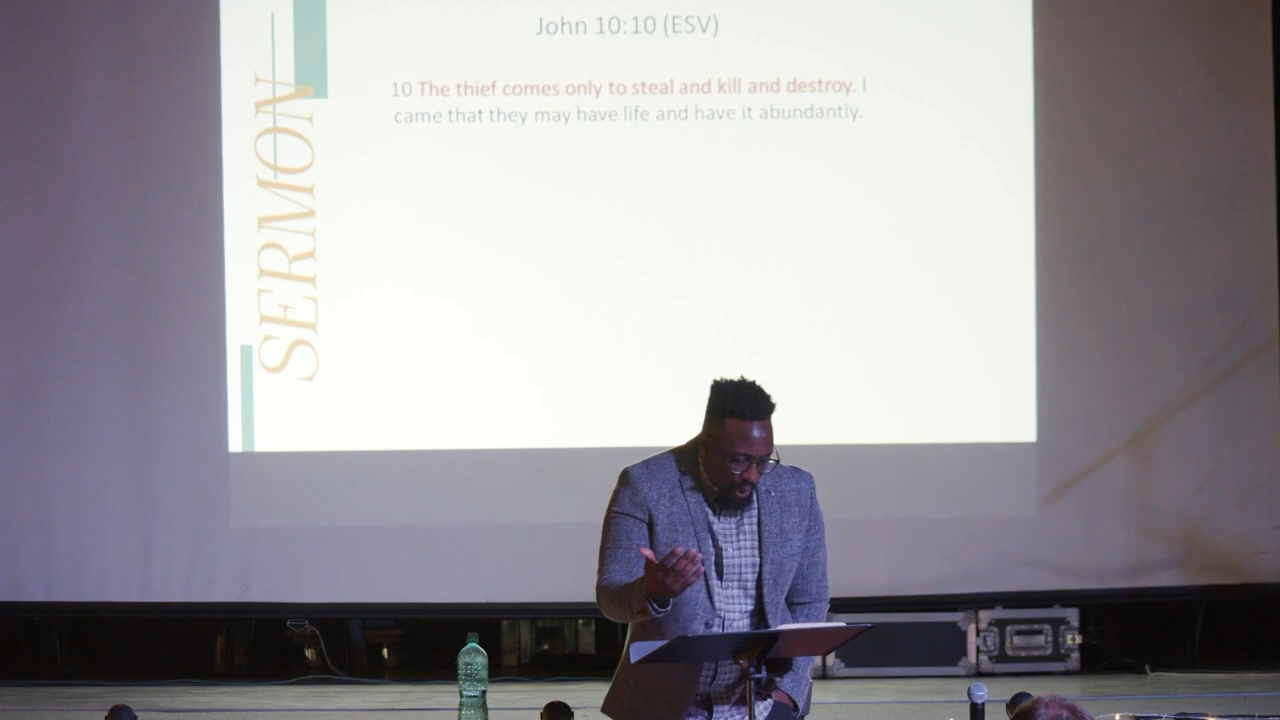 John 10:10 (ESV)
10 The thief comes only to steal and kill and destroy. I
came that they may have life and have it abundantly.
SERMON